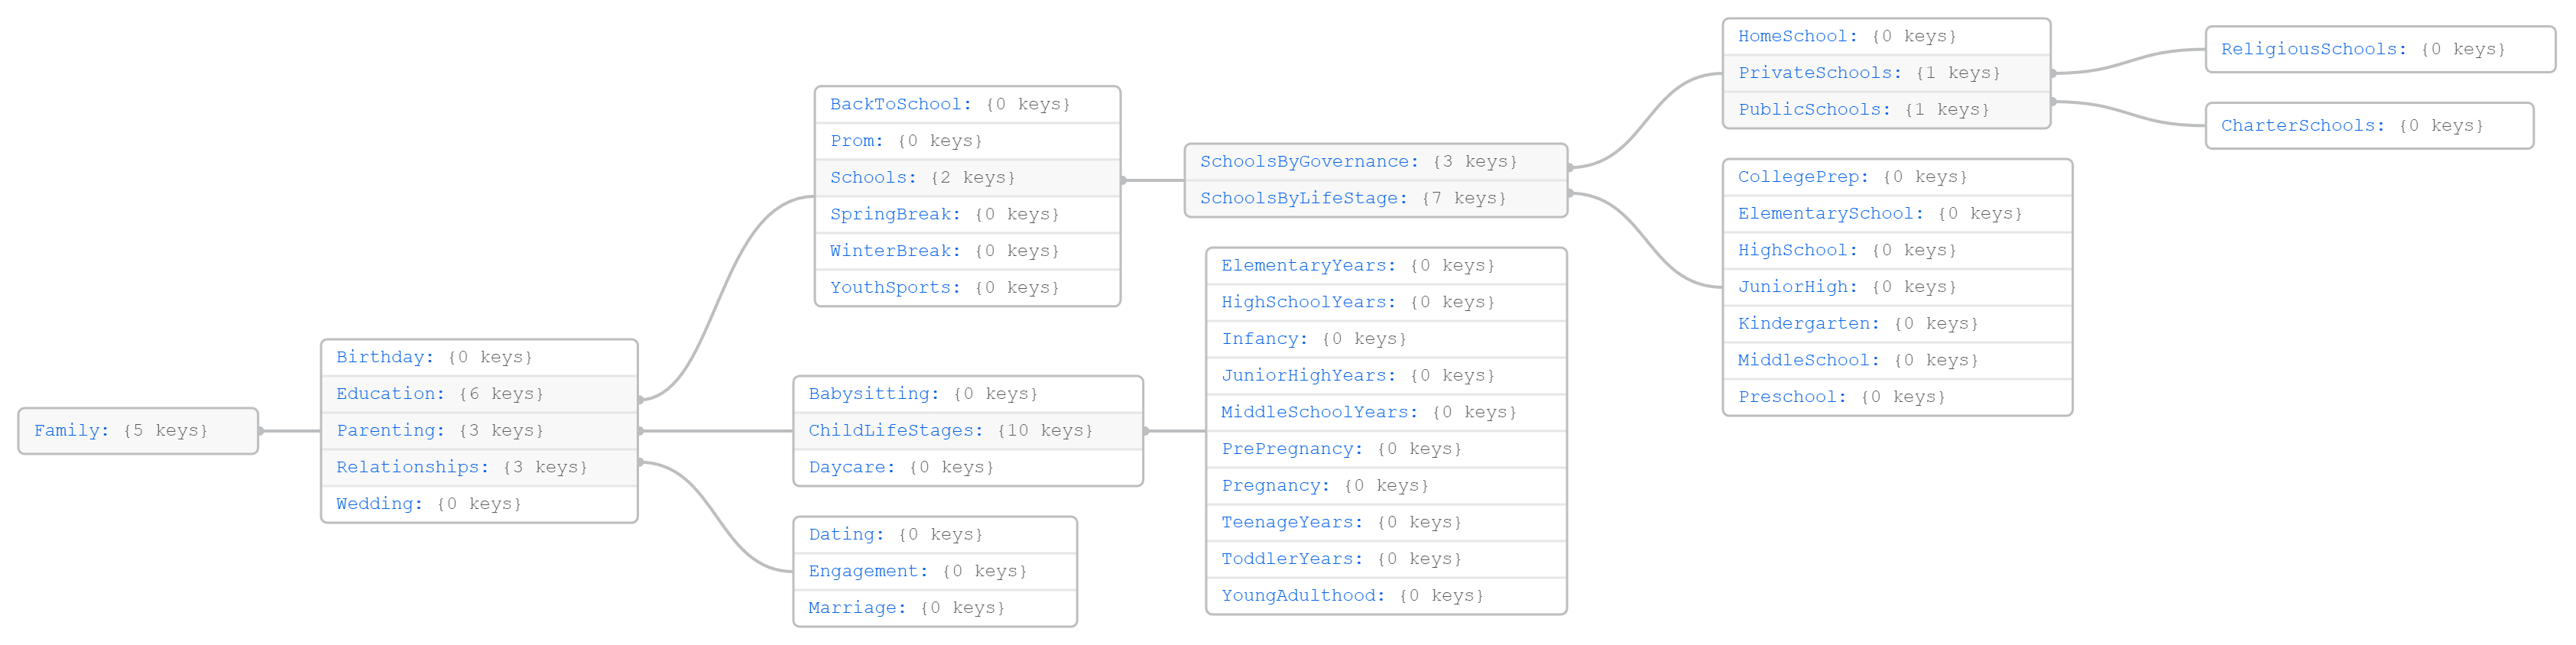 Family: {5 keys}
Birthday: {0 keys}
Education: {6 keys}
Parenting: {3 keys}
Relationships: {3 keys}
Wedding: {0 keys}
BackToSchool: {0 keys}
Prom: {0 keys}
Schools: {2 keys}
SpringBreak: {0 keys}
WinterBreak: {0 keys}
YouthSports: {0 keys}
Babysitting: {0 keys}
ChildLifeStages: {10 keys}
Daycare: {0 keys}
Dating: {0 keys}
Engagement: {0 keys}
Marriage: {0 keys}
SchoolsByGovernance: {3 keys}
SchoolsByLifeStage: {7 keys}
ElementaryYears: {0 keys}
HighSchoolYears: {0 keys}
Infancy: {0 keys}
JuniorHighYears: {0 keys}
MiddleSchoolYears: {0 keys}
PrePregnancy: {0 keys}
Pregnancy: {0 keys}
TeenageYears: {0 keys}
ToddlerYears: {0 keys}
YoungAdulthood: {0 keys}
HomeSchool: {0 keys}
PrivateSchools: {1 keys}
PublicSchools: {1 keys}
CollegePrep: {0 keys}
ElementarySchool: {0 keys}
HighSchool: {0 keys}
JuniorHigh: {0 keys}
Kindergarten: {0 keys}
MiddleSchool: {0 keys}
Preschool: {0 keys}
ReligiousSchools: {0 keys}
CharterSchools: {0 keys}